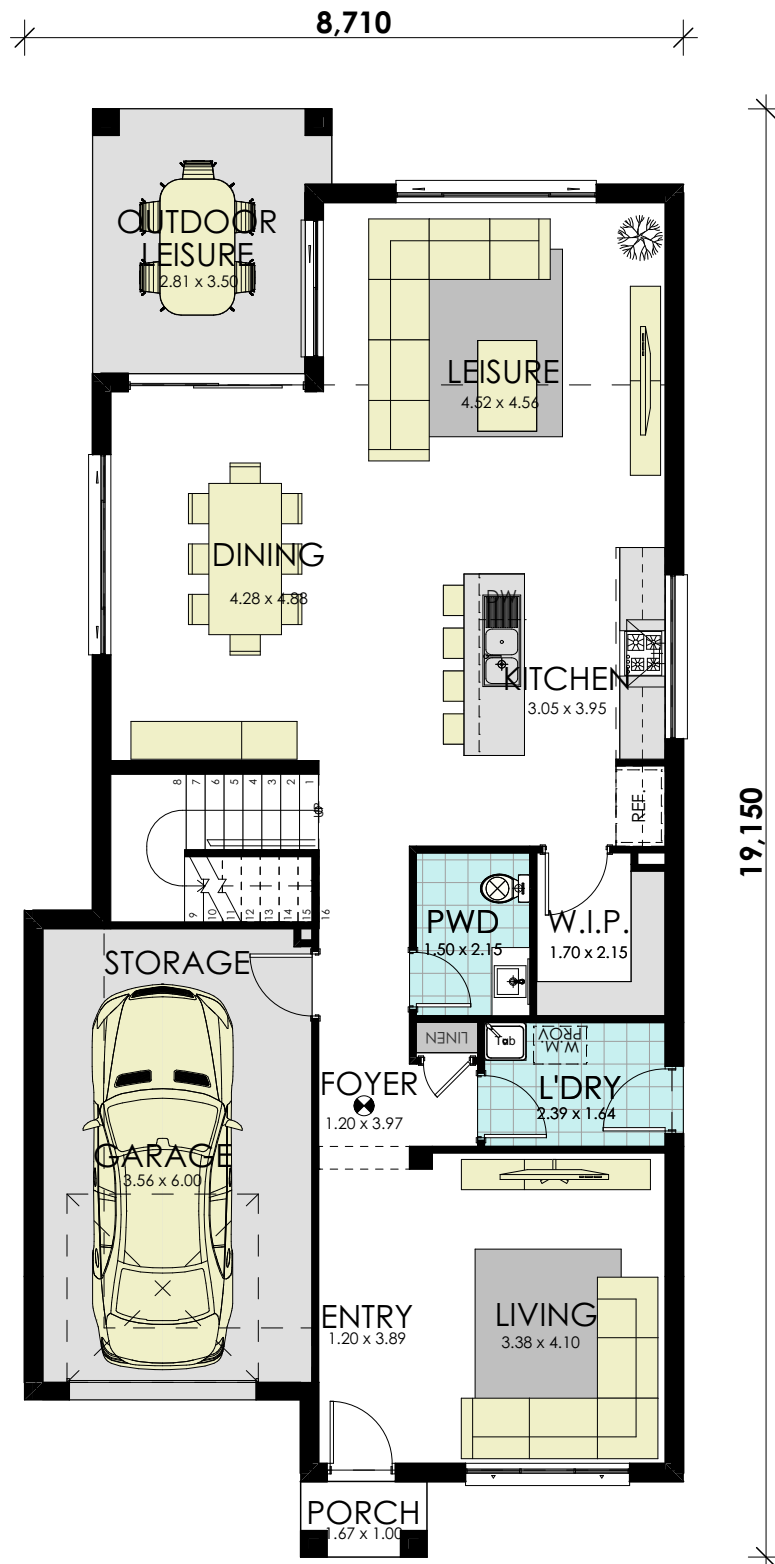 8,710
OUTDOOR
LEISURE
2.81 x 3.50
LEISURE
4.52 x 4.56
DINING
4.28 x 4.88
DW
KITCHEN
3.05 x 3.95
19,150
REF.
8 7 6 5 4 3 2 1
UP
9 10 11 12 13 14 15 16
PWD
1.50 x 2.15
W.I.P.
1.70 x 2.15
STORAGE
LINEN
Tub
W.M.
PROV
FOYER
1.20 x 3.97
L'DRY
2.39 x 1.64
GARAGE
3.56 x 6.00
ENTRY
1.20 x 3.89
LIVING
3.38 x 4.10
PORCH
1.67 x 1.00